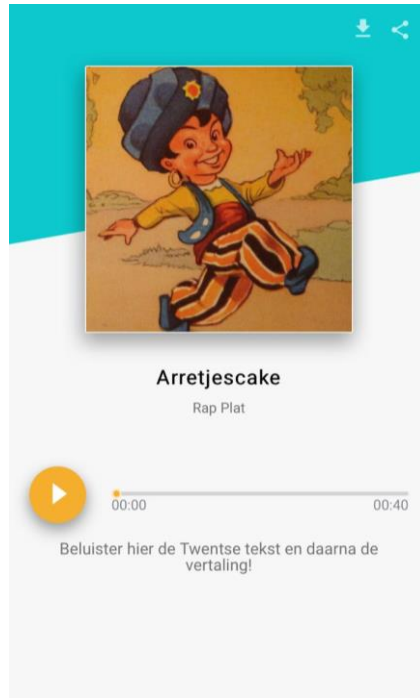 Arretjescake
Rap Plat
00:00
00:40
Beluister hier de Twentse tekst en daarna de
vertaling!